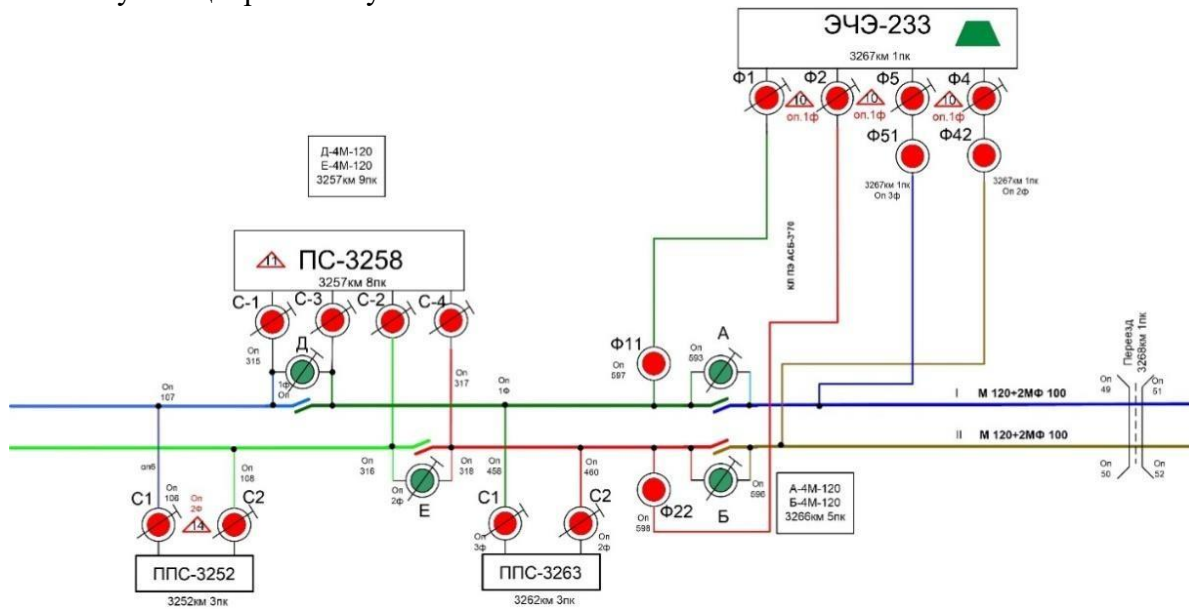 ЭЧЭ-233
3267км 1пк
Ф1
Ф2
Ф5
Ф4
10
оп.1ф
10
оп.1ф
10
оп.1ф
Ф51
Ф42
3267км 1пк
Оп 3ф
3267км 1пк
Оп 2ф
Д-4М-120
Е-4М-120
3257км 9пк
11
ПС-3258
3257км 8пк
С-1
С-3
С-2
С-4
Оп
315
Д
1ф
Оп
Оп
317
КЛ ПЭ АСБ-3*70
Ф11
Оп
597
А
Оп
593
Переезд
3268км 1пк
Оп
107
Оп
1ф
I М 120+2МФ 100
Оп
49
Оп
51
II М 120+2МФ 100
Оп
50
Оп
52
оп6
Оп
108
Оп
316
Оп
318
Оп
458
Оп
460
Оп
2ф
Е
С1
Оп
106
Оп
2ф
14
С2
С1
С2
Оп
3ф
Оп
2ф
Ф22
Оп
598
Б
Оп
596
А-4М-120
Б-4М-120
3266км 5пк
ППС-3252
3252км 3пк
ППС-3263
3262км 3пк